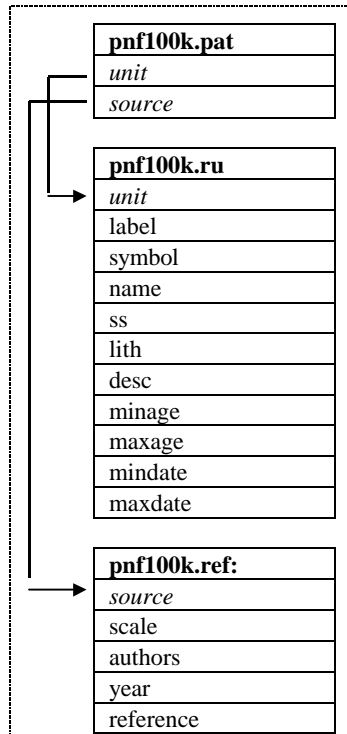 pnf100k.pat
unit
source
pnf100k.ru
unit
label
symbol
name
ss
lith
desc
minage
maxage
mindate
maxdate
pnf100k.ref:
source
scale
authors
year
reference